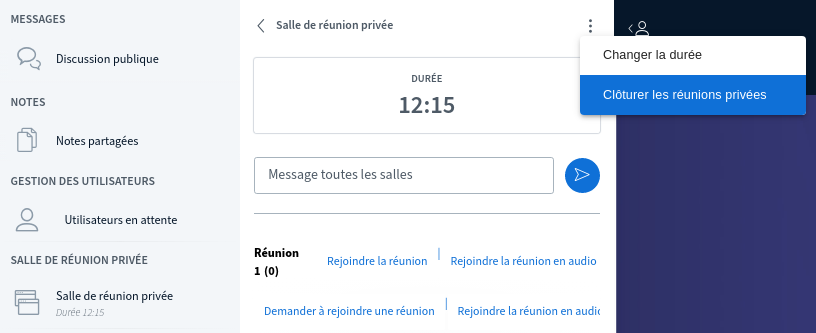 MESSAGES
Discussion publique
NOTES
Notes partagées
GESTION DES UTILISATEURS
Utilisateurs en attente
SALLE DE RÉUNION PRIVÉE
Salle de réunion privée
Durée 12:15
Salle de réunion privée
DURÉE
12:15
Message toutes les salles
Réunion
1 (0)
Rejoindre la réunion
Rejoindre la réunion en audio
Demander à rejoindre une réunion
Rejoindre la réunion en audio
Changer la durée
Clôturer les réunions privées